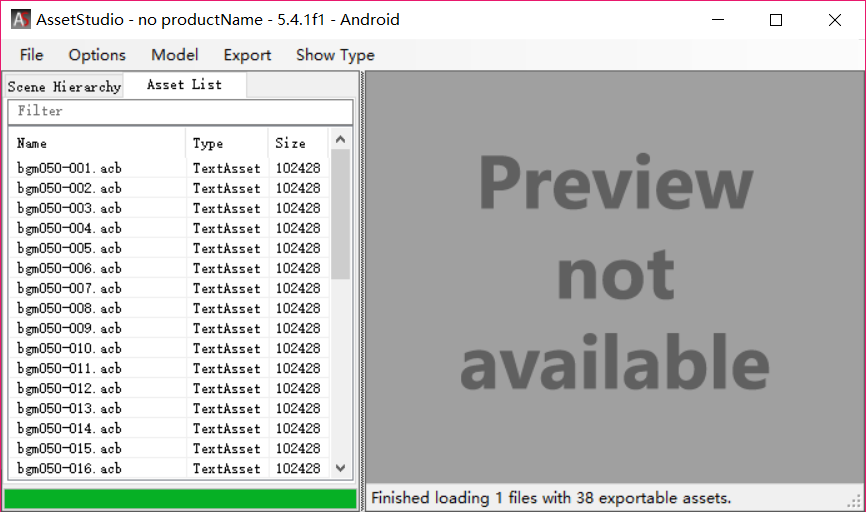 AssetStudio - no productName - 5.4.1f1 - Android
File Options Model Export Show Type
Scene Hierarchy Asset List
Filter
Name Type Size
bgm050-001.acb TextAsset 102428
bgm050-002.acb TextAsset 102428
bgm050-003.acb TextAsset 102428
bgm050-004.acb TextAsset 102428
bgm050-005.acb TextAsset 102428
bgm050-006.acb TextAsset 102428
bgm050-007.acb TextAsset 102428
bgm050-008.acb TextAsset 102428
bgm050-009.acb TextAsset 102428
bgm050-010.acb TextAsset 102428
bgm050-011.acb TextAsset 102428
bgm050-012.acb TextAsset 102428
bgm050-013.acb TextAsset 102428
bgm050-014.acb TextAsset 102428
bgm050-015.acb TextAsset 102428
bgm050-016.acb TextAsset 102428
Preview
not
available
Finished loading 1 files with 38 exportable assets.